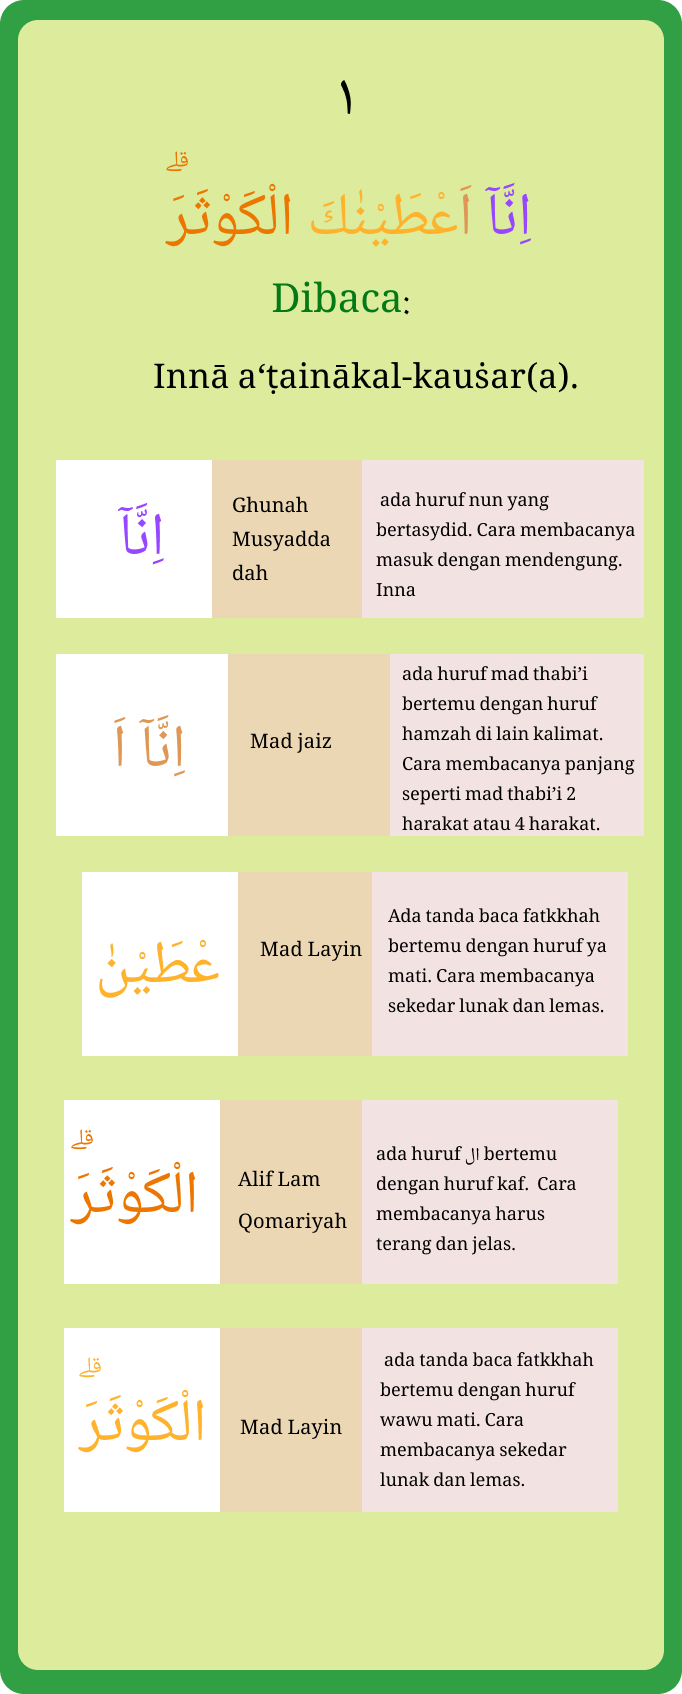 ١
اِنَّآ اَعْطَيْنٰكَ الْكَوْثَرَۗ
Dibaca:
Innā a‘ṭainākal-kauṡar(a).
اِنَّآ
Ghunah
Musyadda
dah
ada huruf nun yang
bertasydid. Cara membacanya
masuk dengan mendengung.
Inna
اِنَّآ اَ
Mad jaiz
ada huruf mad thabi’i
bertemu dengan huruf
hamzah di lain kalimat.
Cara membacanya panjang
seperti mad thabi’i 2
harakat atau 4 harakat.
عْطَيْنٰ
Mad Layin
Ada tanda baca fatkkhah
bertemu dengan huruf ya
mati. Cara membacanya
sekedar lunak dan lemas.
الْكَوْثَرَۗ
Alif Lam
Qomariyah
ada huruf ال bertemu
dengan huruf kaf.  Cara
membacanya harus
terang dan jelas.
الْكَوْثَرَۗ
Mad Layin
ada tanda baca fatkkhah
bertemu dengan huruf
wawu mati. Cara
membacanya sekedar
lunak dan lemas.